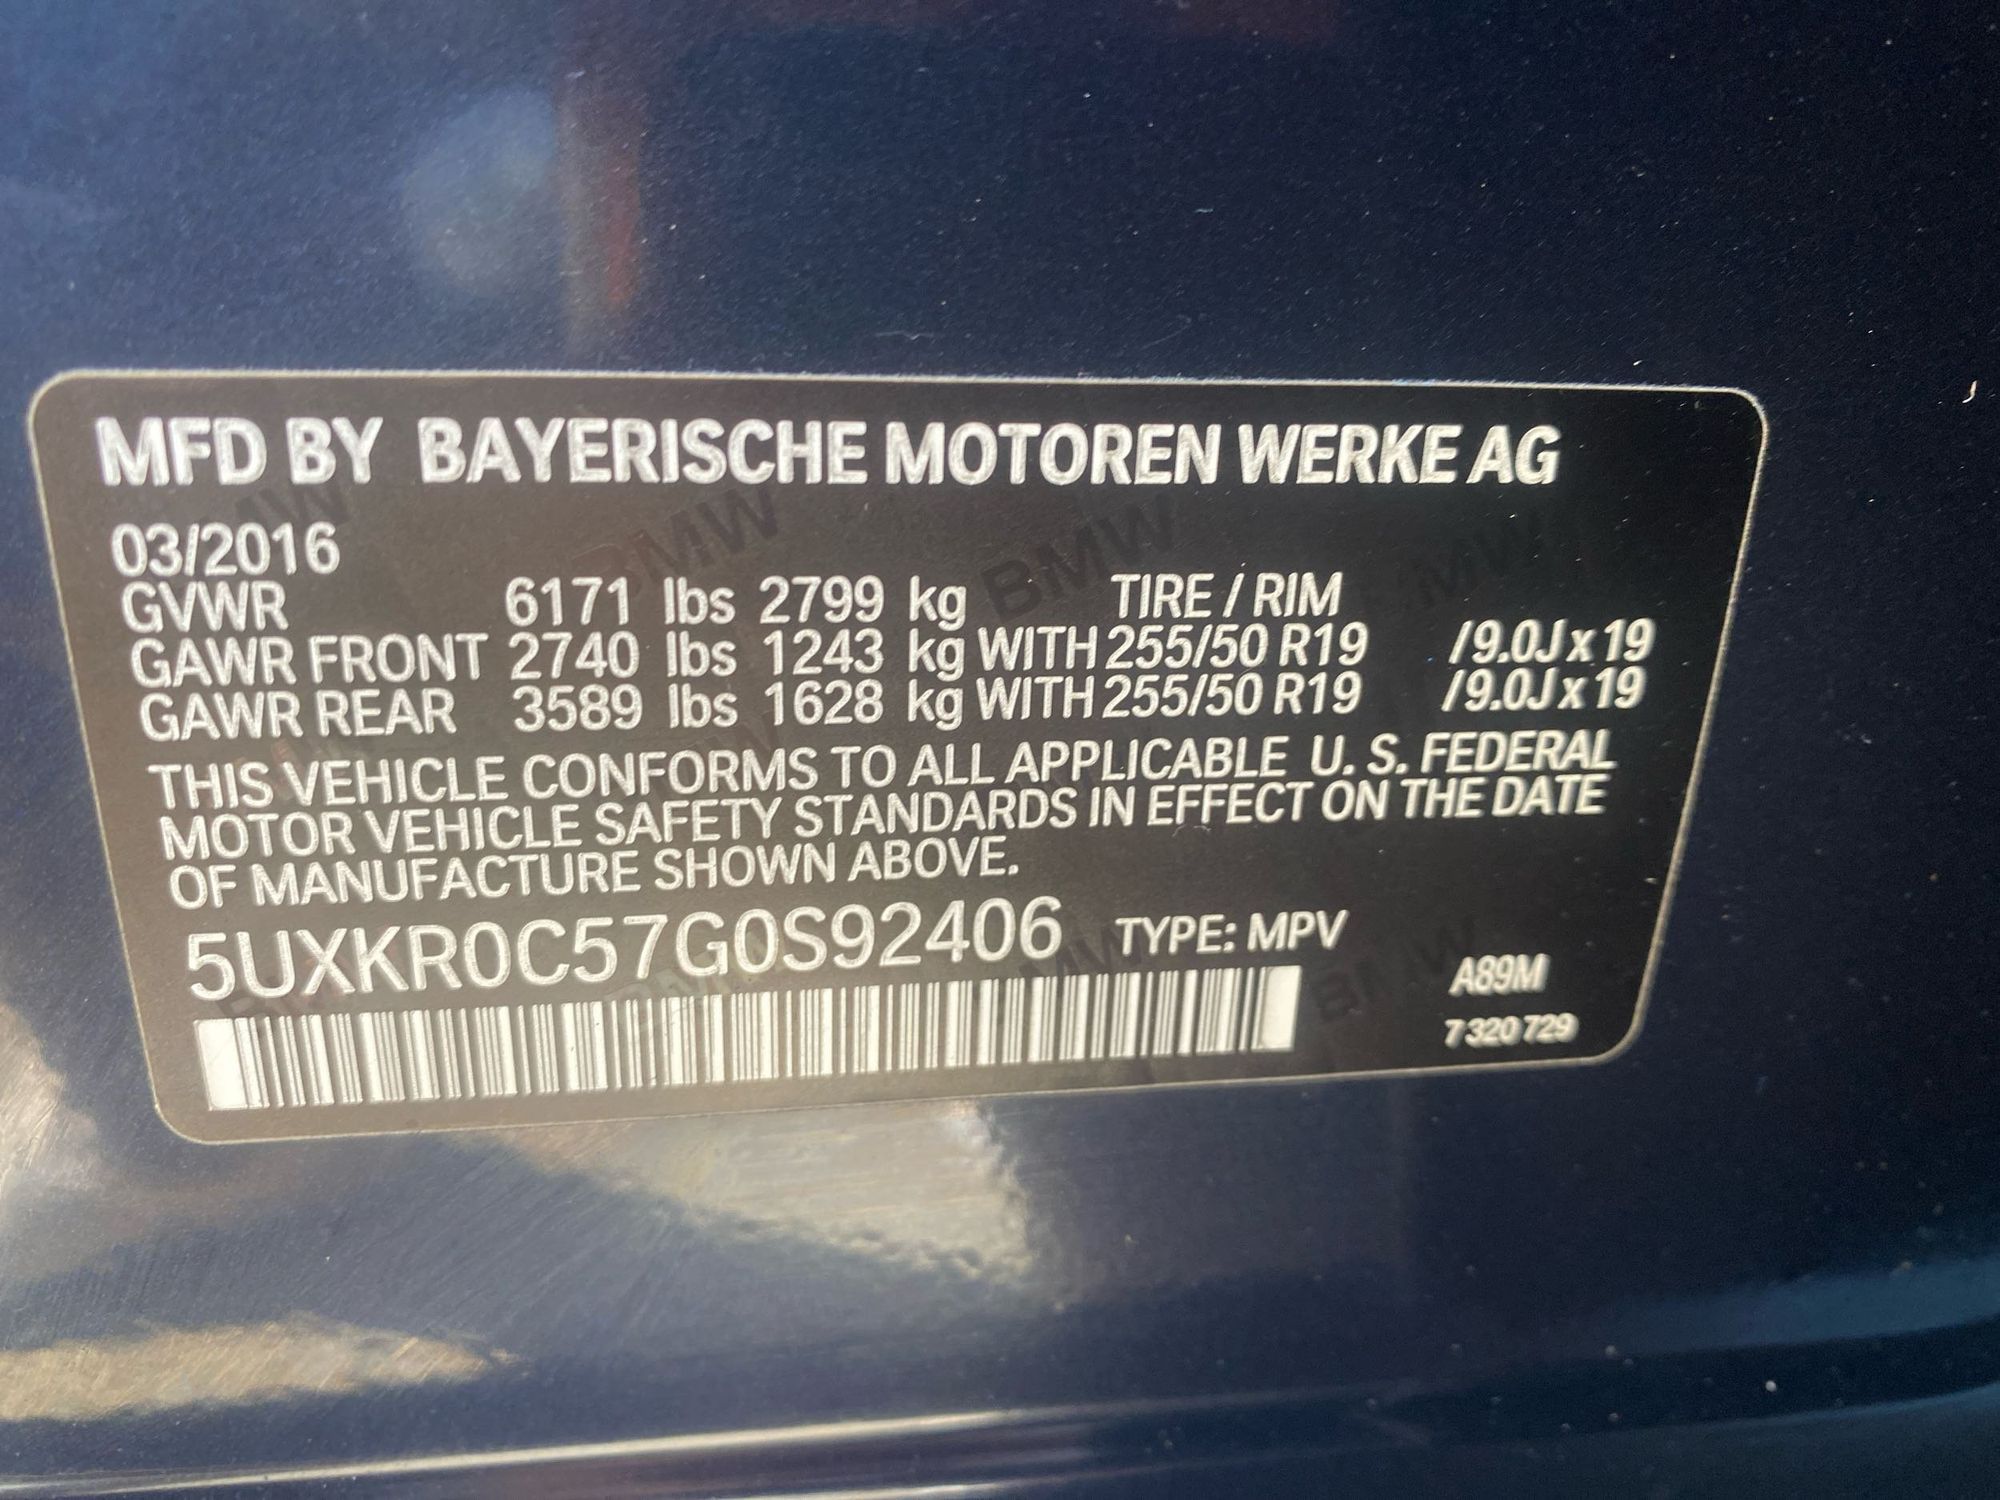 MFD BY BAYERISCHE MOTOREN WERKE AG
03/2016
GVWR 6171 lbs 2799 kg TIRE / RIM
GAWR FRONT 2740 lbs 1243 kg WITH 255/50 R19 /9.0J x 19
GAWR REAR 3589 lbs 1628 kg WITH 255/50 R19 /9.0J x 19
THIS VEHICLE CONFORMS TO ALL APPLICABLE U. S. FEDERAL
MOTOR VEHICLE SAFETY STANDARDS IN EFFECT ON THE DATE
OF MANUFACTURE SHOWN ABOVE.
5UXKR0C57G0S92406 TYPE: MPV
A89M
7 320 729